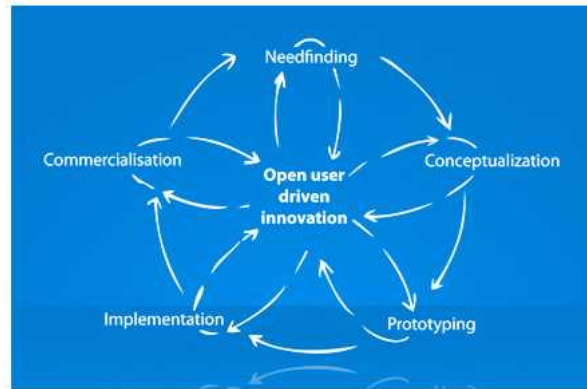 Needfinding
Commercialisation
Conceptualization
Open user
driven
innovation
Implementation
Prototyping